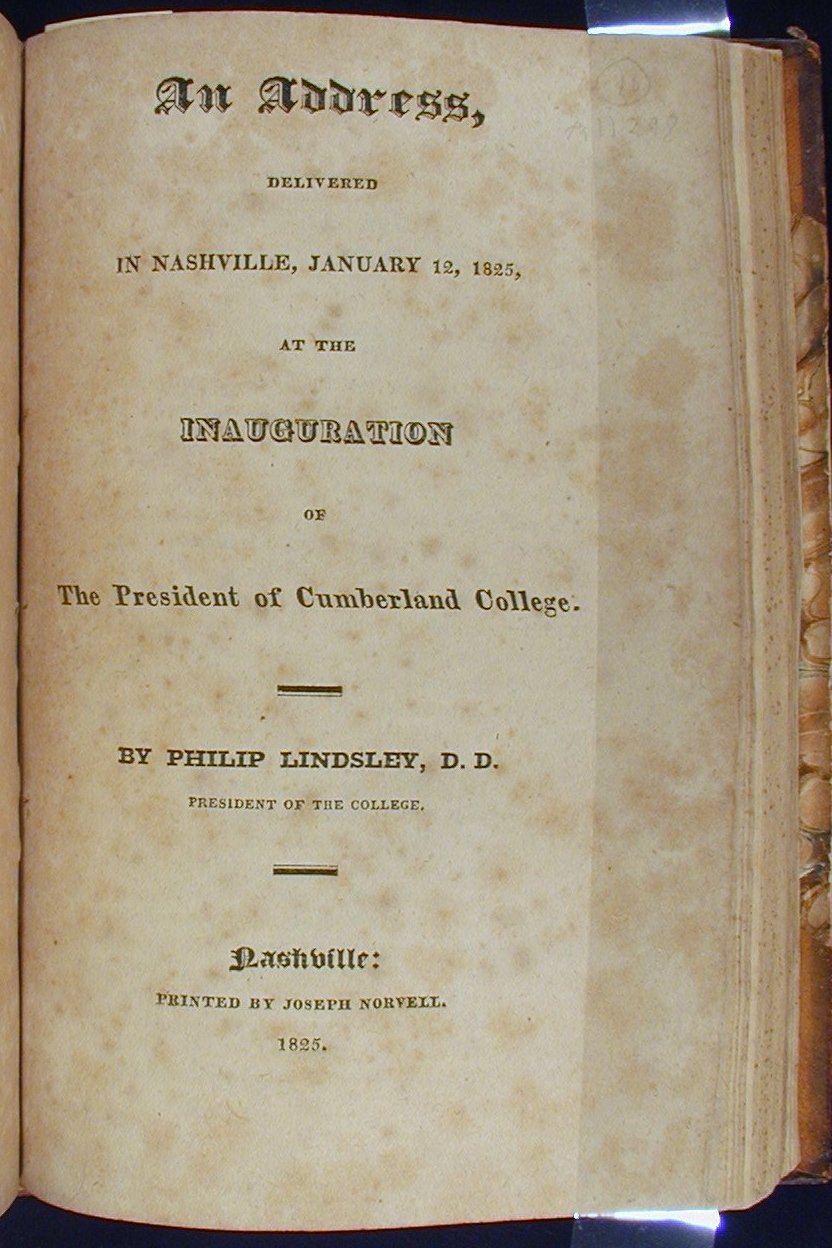 An Address,
DELIVERED
IN NASHVILLE, JANUARY 12, 1825,
AT THE
INAUGURATION
OF
The President of Cumberland College.
BY PHILIP LINDSLEY, D. D.
PRESIDENT OF THE COLLEGE.
Nashville:
PRINTED BY JOSEPH NORVELL.
1825.